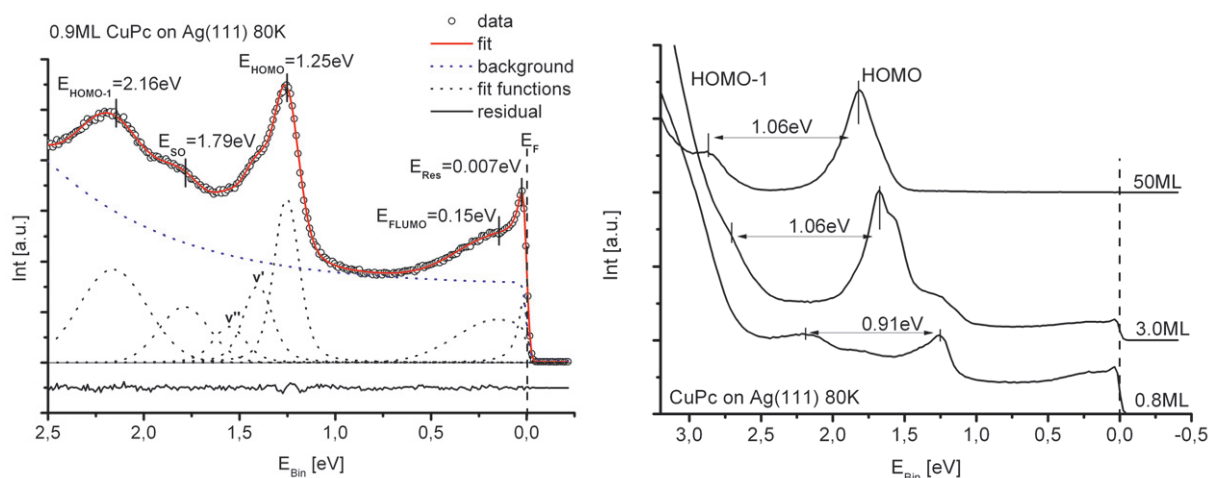 0.9ML CuPc on Ag(111) 80K
data
fit
background
fit functions
residual
E_HOMO-1=2.16eV
E_SO=1.79eV
E_HOMO=1.25eV
E_F
E_Res=0.007eV
E_FLUMO=0.15eV
v'
v''
Int [a.u.]
2,5 2,0 1,5 1,0 0,5 0,0
E_Bin [eV]
HOMO-1
HOMO
1.06eV
50ML
1.06eV
3.0ML
0.91eV
0.8ML
CuPc on Ag(111) 80K
Int [a.u.]
3,0 2,5 2,0 1,5 1,0 0,5 0,0 -0,5
E_Bin [eV]